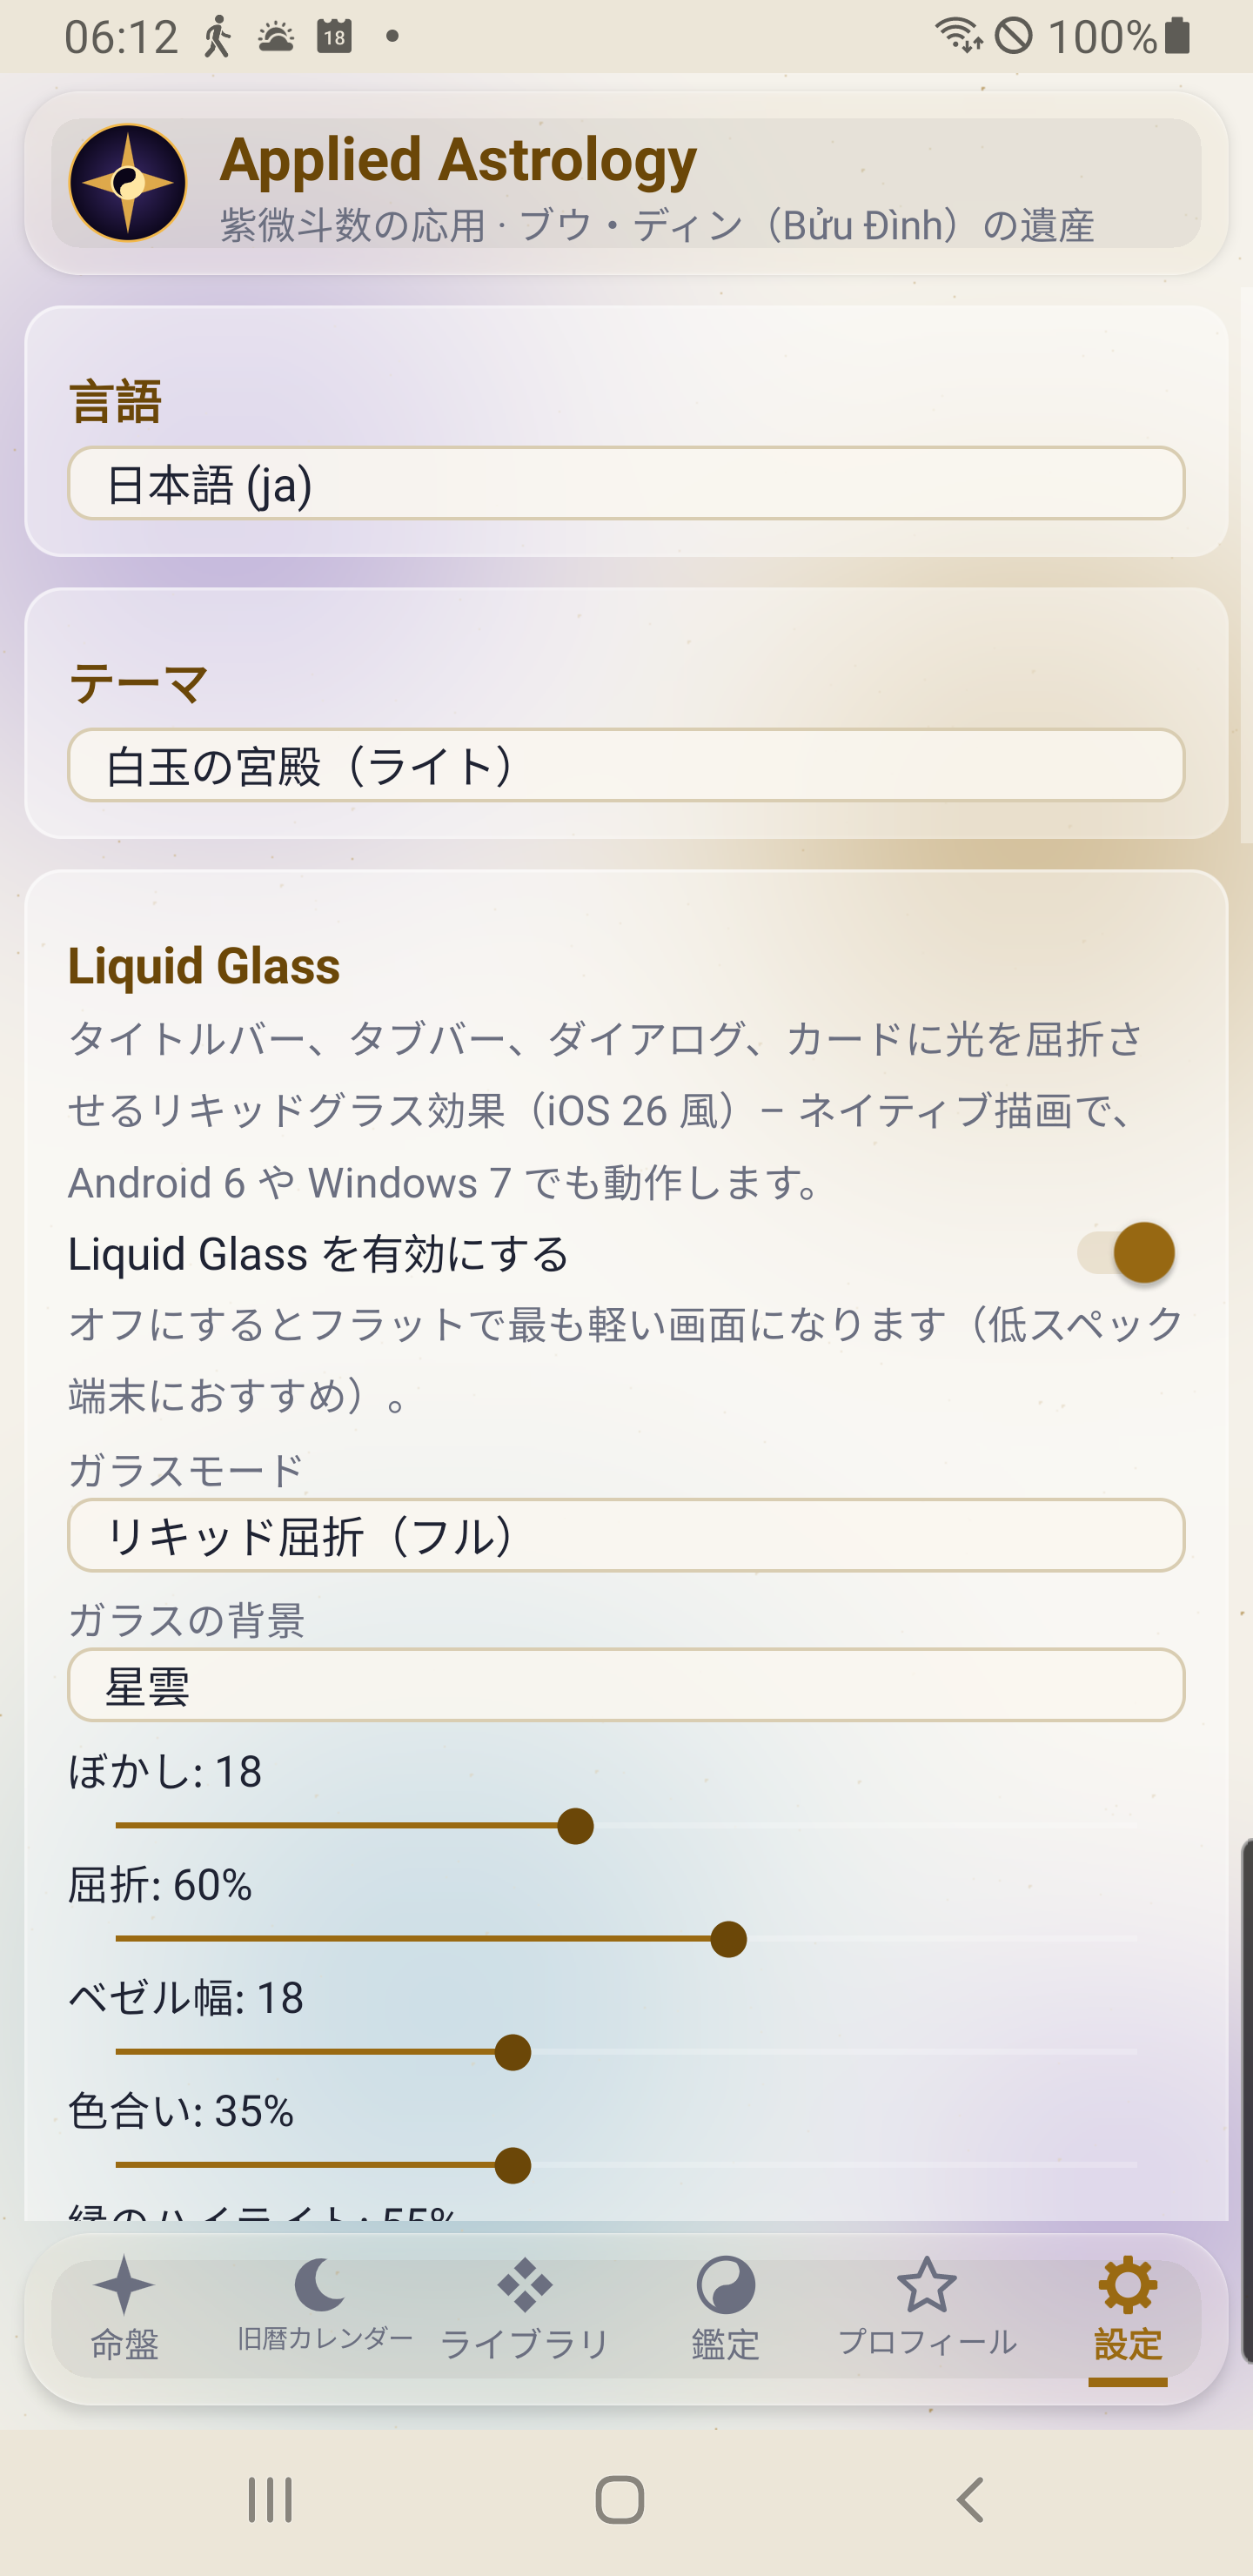 06:12
18
100%
Applied Astrology
紫微斗数の応用 · ブウ・ディン（Bửu Đình）の遺産
言語
日本語 (ja)
テーマ
白玉の宮殿（ライト）
Liquid Glass
タイトルバー、タブバー、ダイアログ、カードに光を屈折さ
せるリキッドグラス効果（iOS 26 風）– ネイティブ描画で、
Android 6 や Windows 7 でも動作します。
Liquid Glass を有効にする
オフにするとフラットで最も軽い画面になります（低スペック
端末におすすめ）。
ガラスモード
リキッド屈折（フル）
ガラスの背景
星雲
ぼかし: 18
屈折: 60%
ベゼル幅: 18
色合い: 35%
縁のハイライト: 55%
命盤
旧暦カレンダー
ライブラリ
鑑定
プロフィール
設定